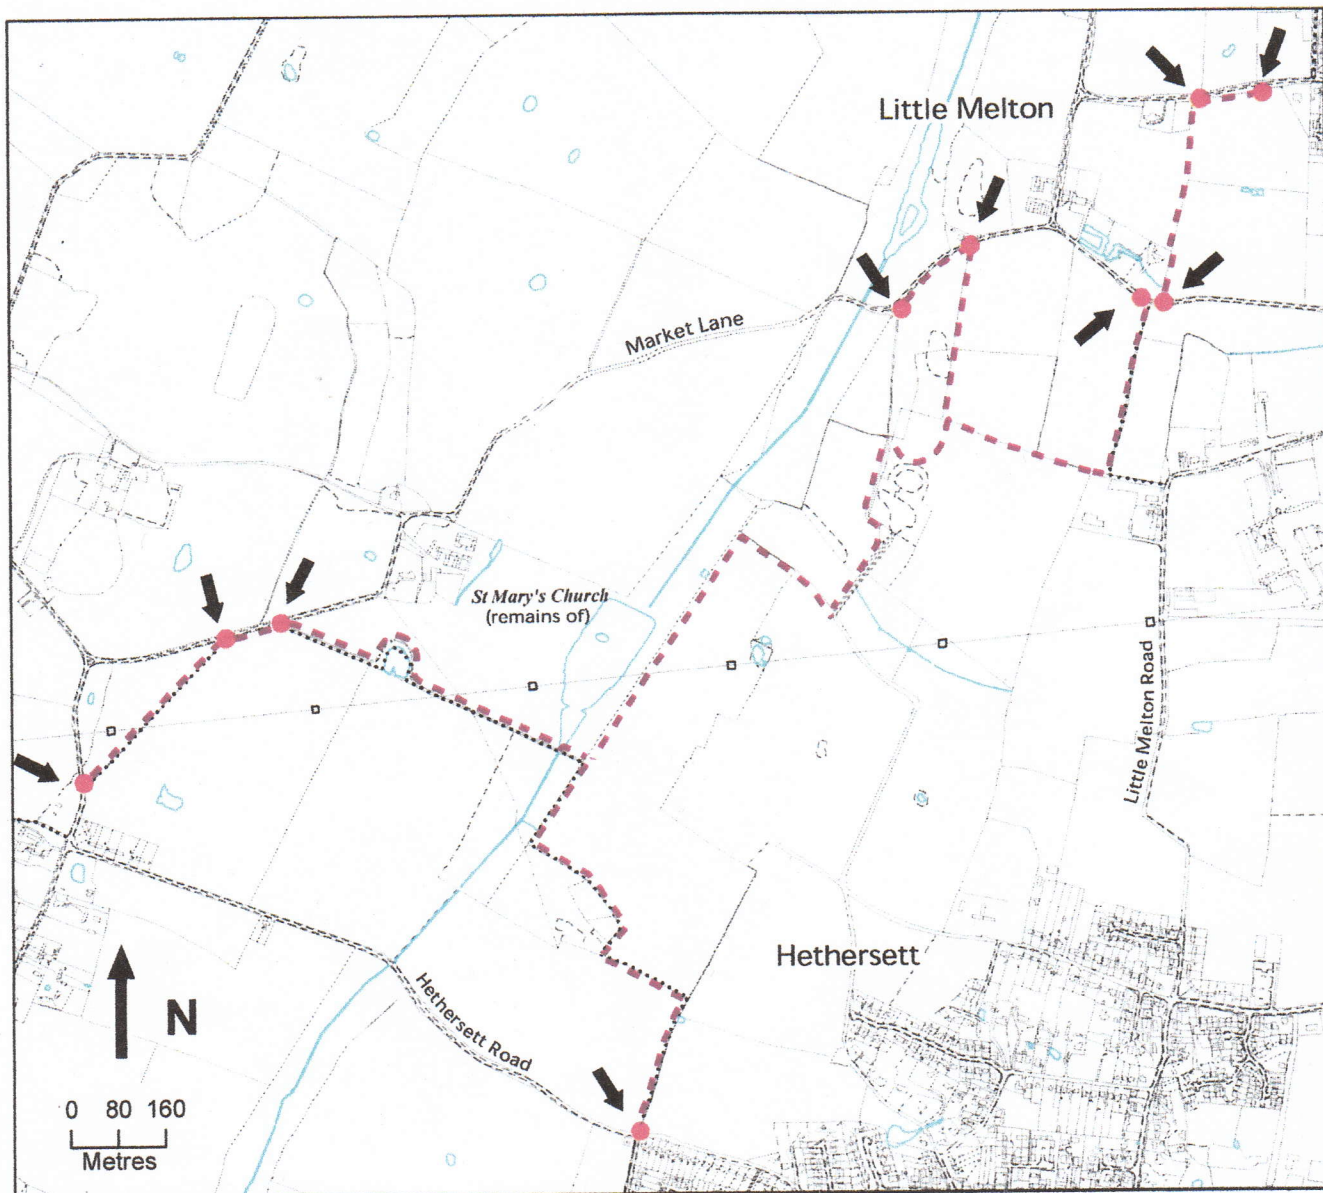 Little Melton
Market Lane
St Mary's Church
(remains of)
Little Melton Road
Hethersett
Hethersett Road
N
0 80 160
Metres